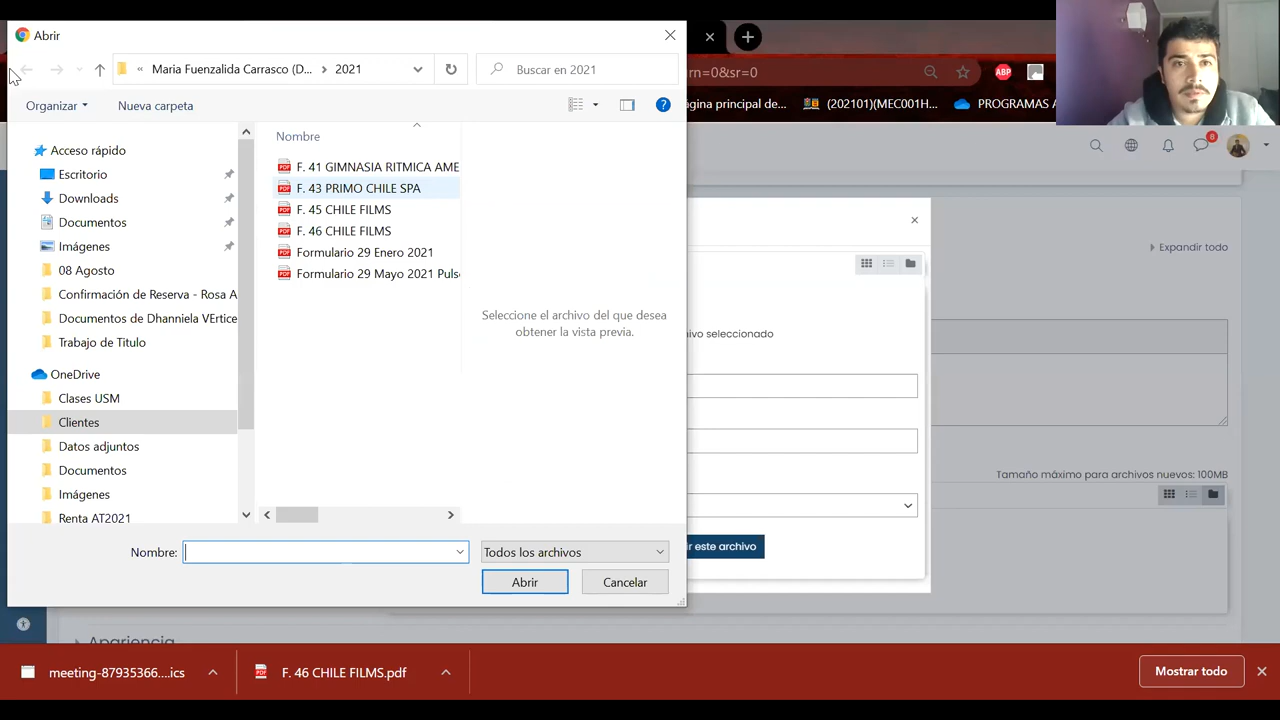 Abrir
« Maria Fuenzalida Carrasco (D... > 2021
Buscar en 2021
rn=0&sr=0
ABP
Organizar
Nueva carpeta
ágina principal de...
(202101)(MEC001H...
PROGRAMAS A
Nombre
Acceso rápido
Escritorio
Downloads
Documentos
Imágenes
08 Agosto
Confirmación de Reserva - Rosa A
Documentos de Dhanniela VErtice
Trabajo de Titulo
OneDrive
Clases USM
Clientes
Datos adjuntos
Documentos
Imágenes
Renta AT2021
F. 41 GIMNASIA RITMICA AME
F. 43 PRIMO CHILE SPA
F. 45 CHILE FILMS
F. 46 CHILE FILMS
Formulario 29 Enero 2021
Formulario 29 Mayo 2021 Puls
Seleccione el archivo del que desea
obtener la vista previa.
8
Expandir todo
ivo seleccionado
Tamaño máximo para archivos nuevos: 100MB
ir este archivo
Nombre:
Todos los archivos
Abrir
Cancelar
Apariencia
meeting-87935366....ics
F. 46 CHILE FILMS.pdf
Mostrar todo